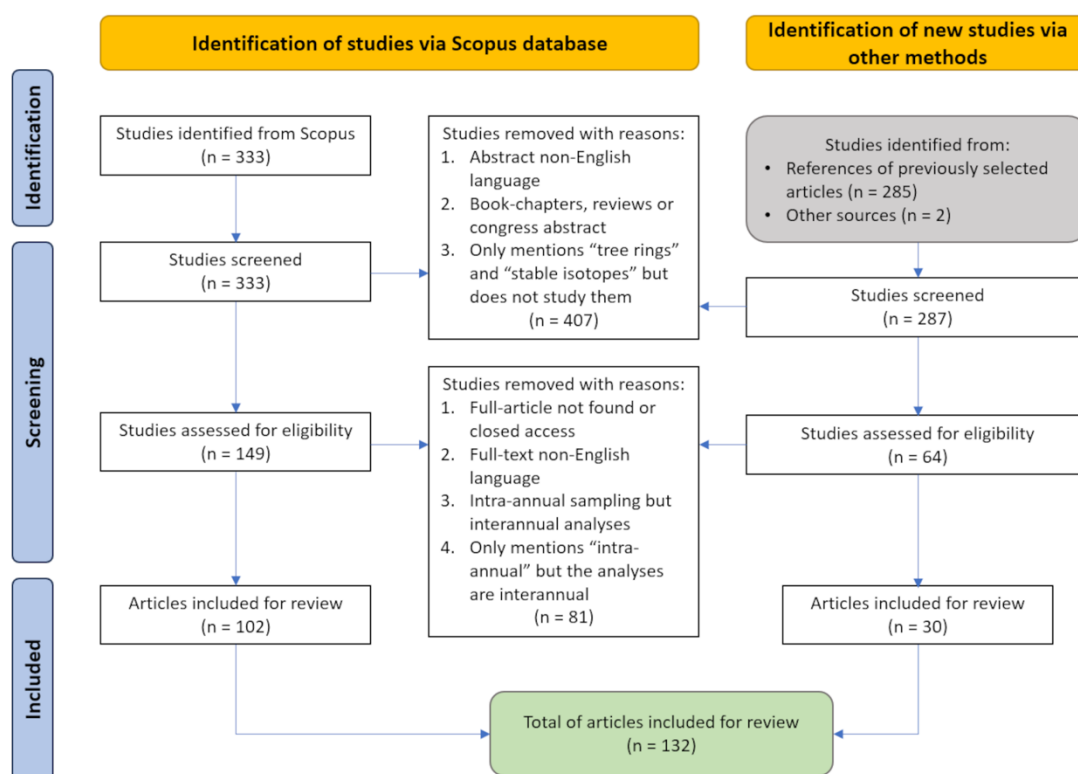 Identification of studies via Scopus database
Identification of new studies via
other methods
Identification
Studies identified from Scopus
(n = 333)
Studies removed with reasons:
1. Abstract non-English
language
2. Book-chapters, reviews or
congress abstract
3. Only mentions “tree rings”
and “stable isotopes” but
does not study them
(n = 407)
Studies identified from:
• References of previously selected
articles (n = 285)
• Other sources (n = 2)
Screening
Studies screened
(n = 333)
Studies screened
(n = 287)
Studies assessed for eligibility
(n = 149)
Studies removed with reasons:
1. Full-article not found or
closed access
2. Full-text non-English
language
3. Intra-annual sampling but
interannual analyses
4. Only mentions “intra-
annual” but the analyses
are interannual
(n = 81)
Studies assessed for eligibility
(n = 64)
Included
Articles included for review
(n = 102)
Articles included for review
(n = 30)
Total of articles included for review
(n = 132)